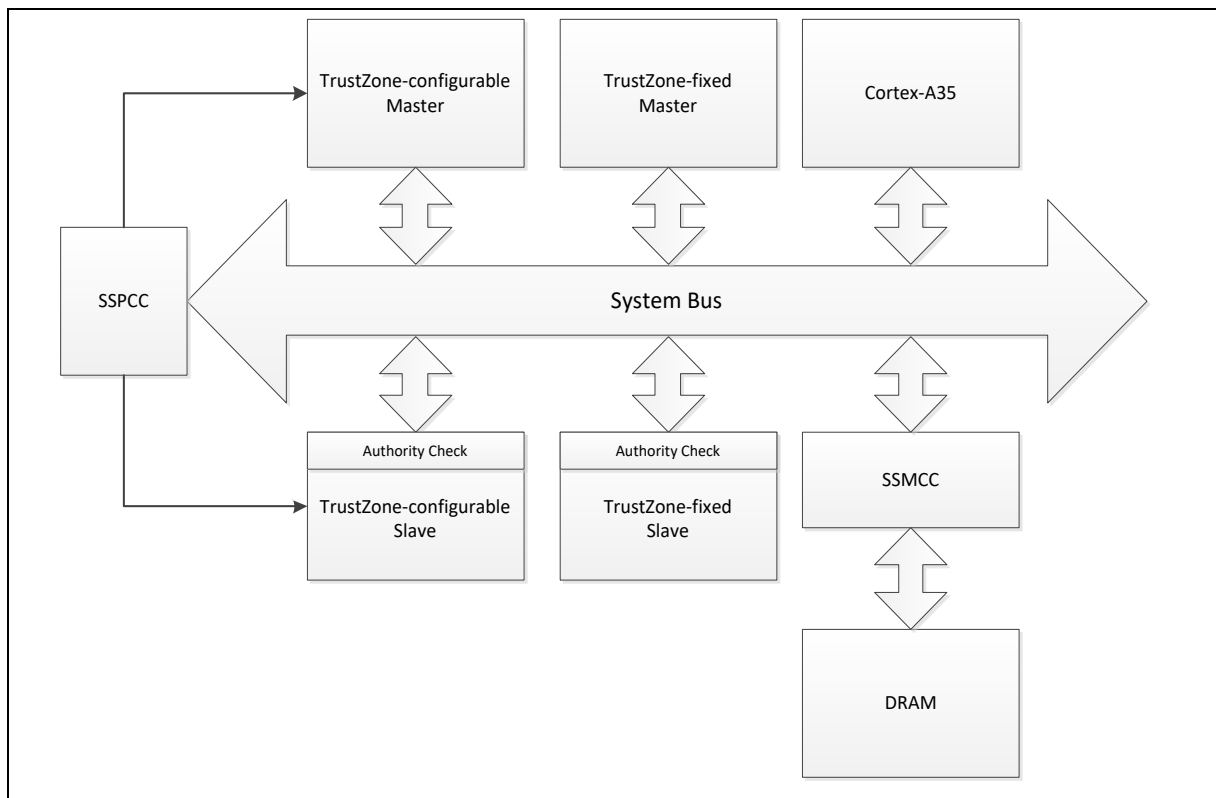 TrustZone-configurable
Master
TrustZone-fixed
Master
Cortex-A35
SSPCC
System Bus
Authority Check
TrustZone-configurable
Slave
Authority Check
TrustZone-fixed
Slave
SSMCC
DRAM